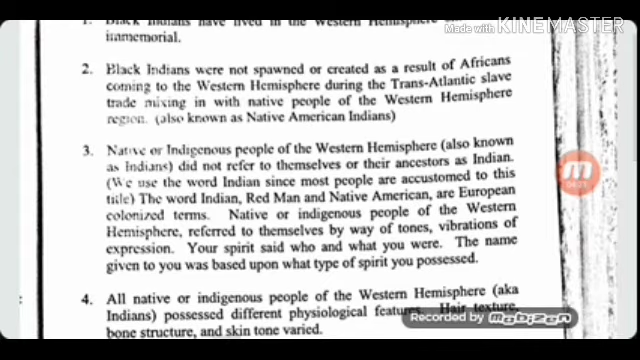 1. Black Indians have lived in the Western Hemisphere
Made with KINEMASTER
immemorial.
2. Black Indians were not spawned or created as a result of Africans
coming to the Western Hemisphere during the Trans-Atlantic slave
trade mixing in with native people of the Western Hemisphere
region. (also known as Native American Indians)
3. Native or Indigenous people of the Western Hemisphere (also known
as Indians) did not refer to themselves or their ancestors as Indian.
(We use the word Indian since most people are accustomed to this
title) The word Indian, Red Man and Native American, are European
colonized terms. Native or indigenous people of the Western
Hemisphere, referred to themselves by way of tones, vibrations of
expression. Your spirit said who and what you were. The name
given to you was based upon what type of spirit you possessed.
4. All native or indigenous people of the Western Hemisphere (aka
Indians) possessed different physiological features. Hair texture,
bone structure, and skin tone varied.
Recorded by mobizen